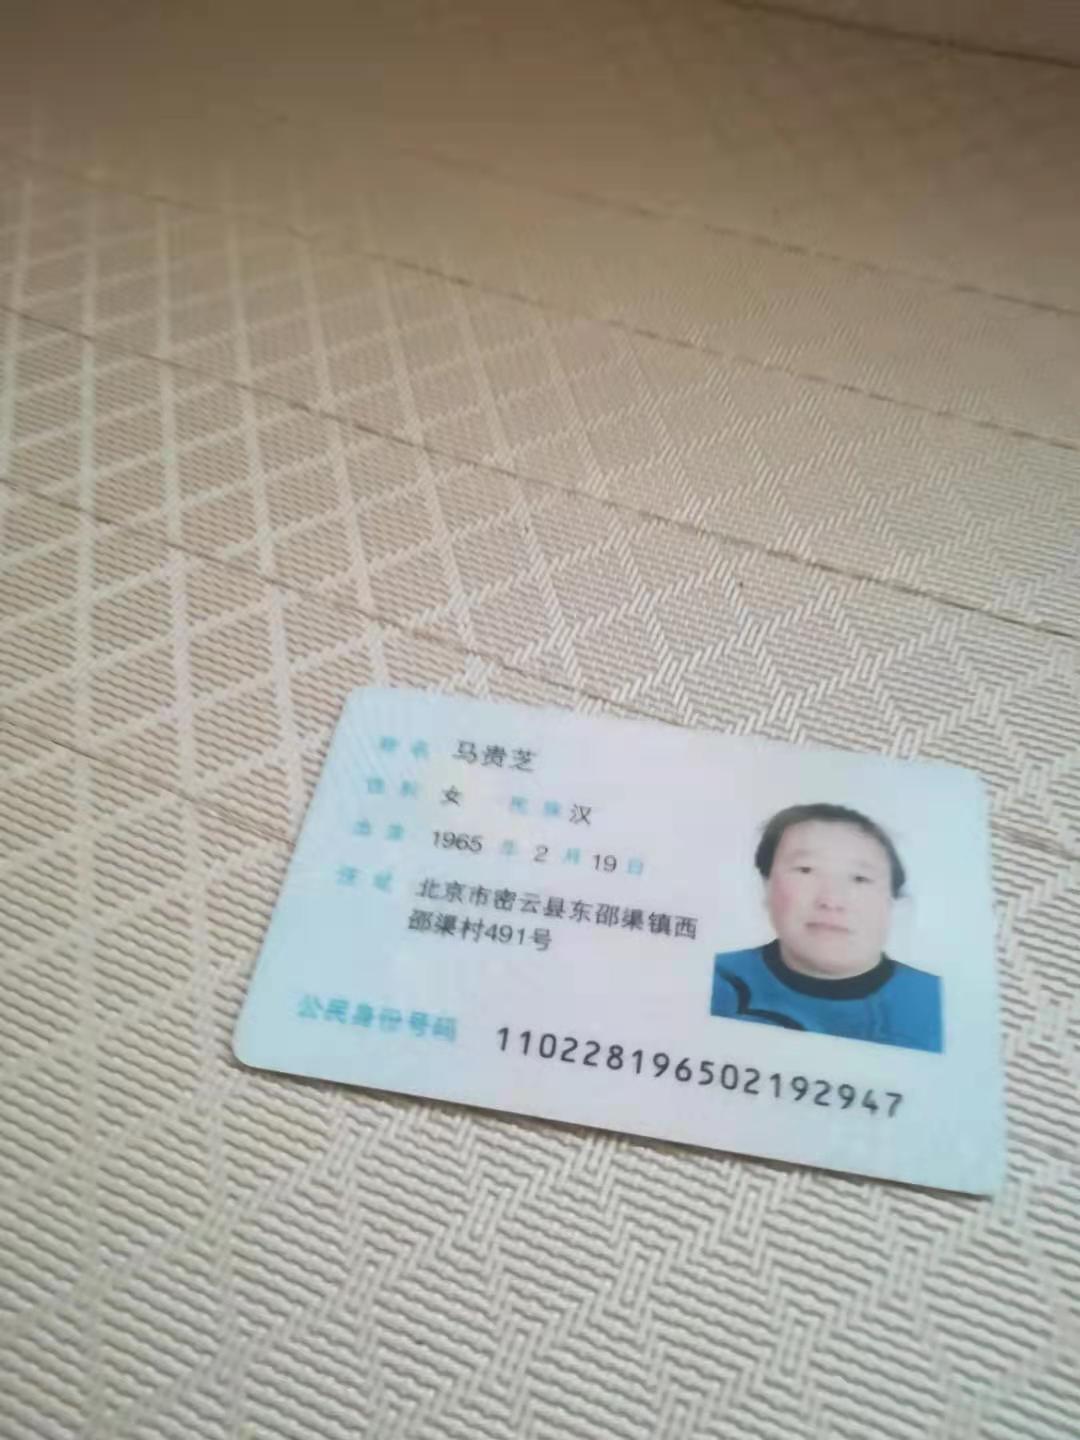 姓名 马贵芝
性别 女 民族 汉
出生 1965 年 2 月 19 日
住址 北京市密云县东邵渠镇西
邵渠村491号
公民身份号码 110228196502192947